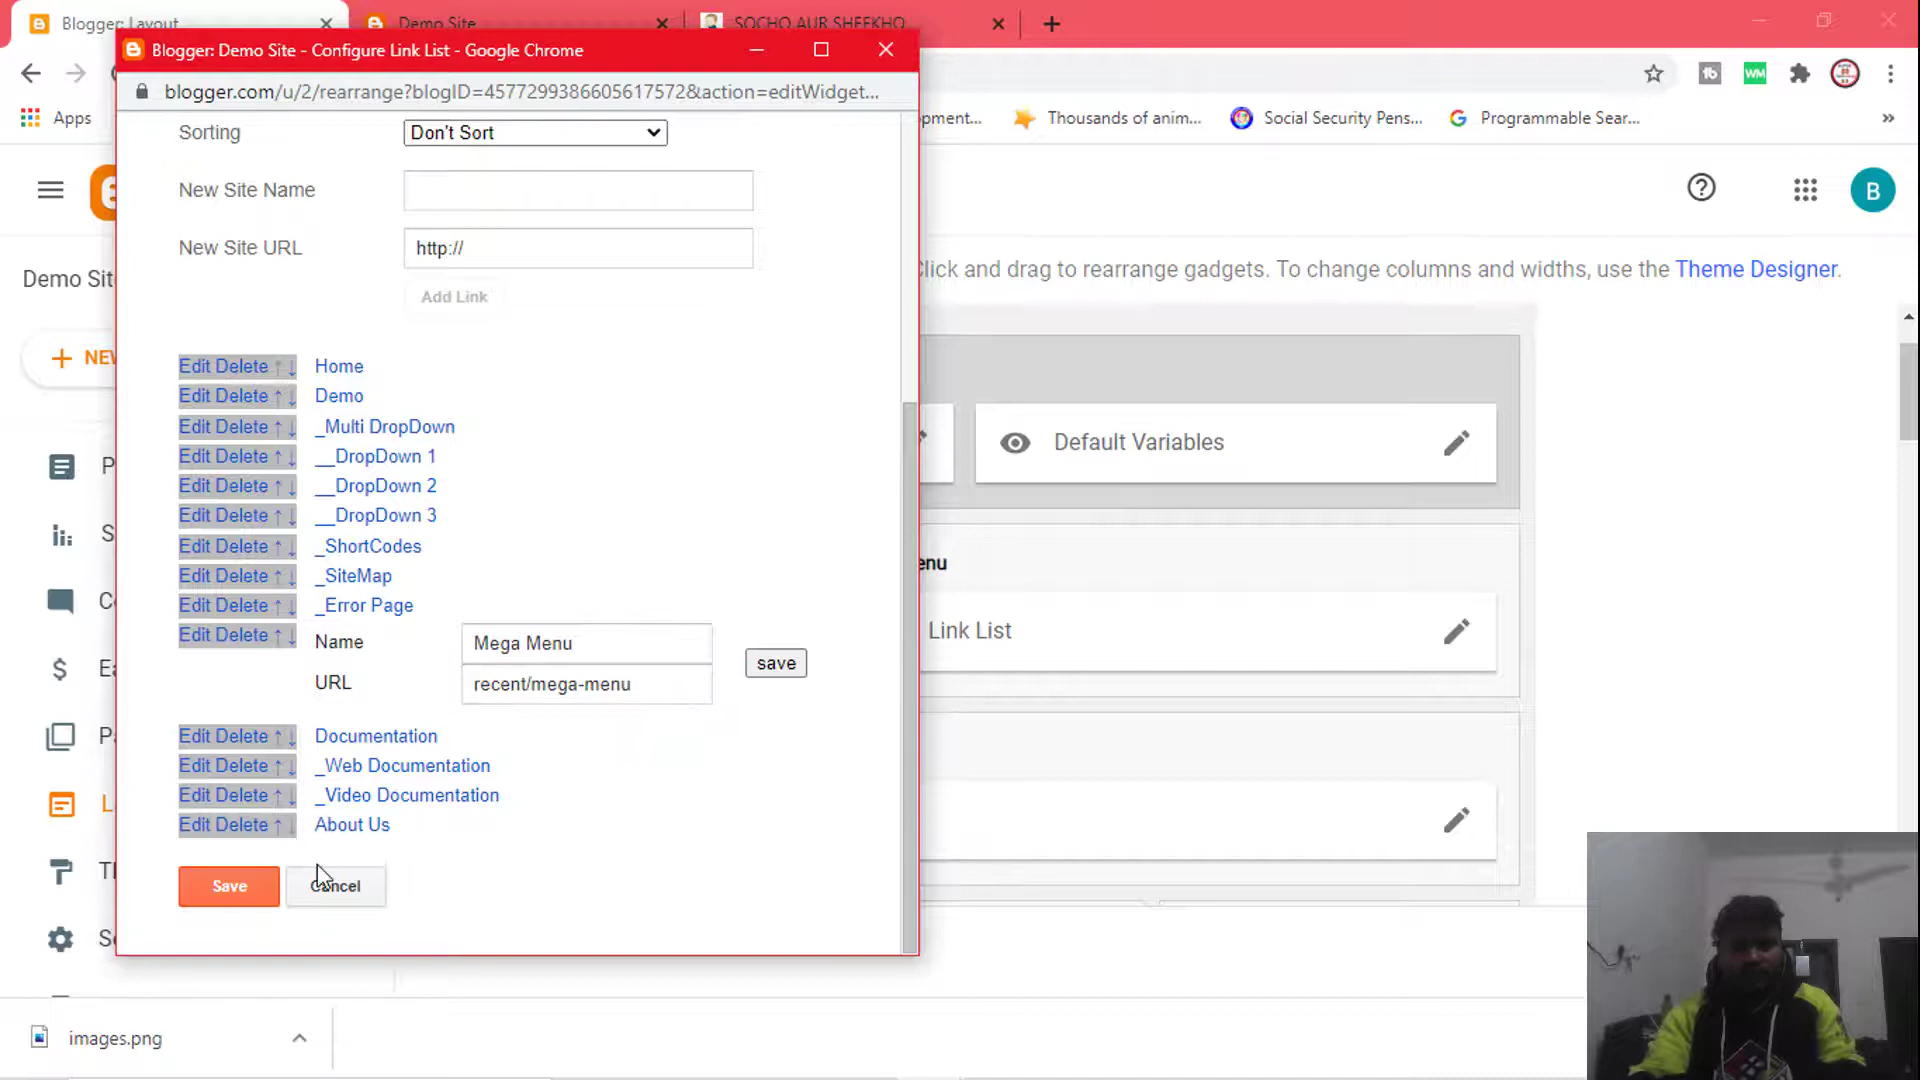 Blogger: Layout
Demo Site
SOCHO AUR SHEEKHO
Blogger: Demo Site - Configure Link List - Google Chrome
blogger.com/u/2/rearrange?blogID=4577299386605617572&action=editWidget...
Apps
pment...
Thousands of anim...
Social Security Pens...
Programmable Sear...
»
Sorting
Don't Sort
New Site Name
New Site URL
http://
Add Link
B
Demo Sit
Click and drag to rearrange gadgets. To change columns and widths, use the Theme Designer.
NEW
Edit Delete ↑ ↓ Home
Edit Delete ↑ ↓ Demo
Edit Delete ↑ ↓ _Multi DropDown
Edit Delete ↑ ↓ __DropDown 1
Edit Delete ↑ ↓ __DropDown 2
Edit Delete ↑ ↓ __DropDown 3
Edit Delete ↑ ↓ _ShortCodes
Edit Delete ↑ ↓ _SiteMap
Edit Delete ↑ ↓ _Error Page
Edit Delete ↑ ↓ Name
Mega Menu
URL
recent/mega-menu
save
Edit Delete ↑ ↓ Documentation
Edit Delete ↑ ↓ _Web Documentation
Edit Delete ↑ ↓ _Video Documentation
Edit Delete ↑ ↓ About Us
Save
Cancel
Default Variables
enu
Link List
P
S
C
Ea
P
L
T
S
images.png